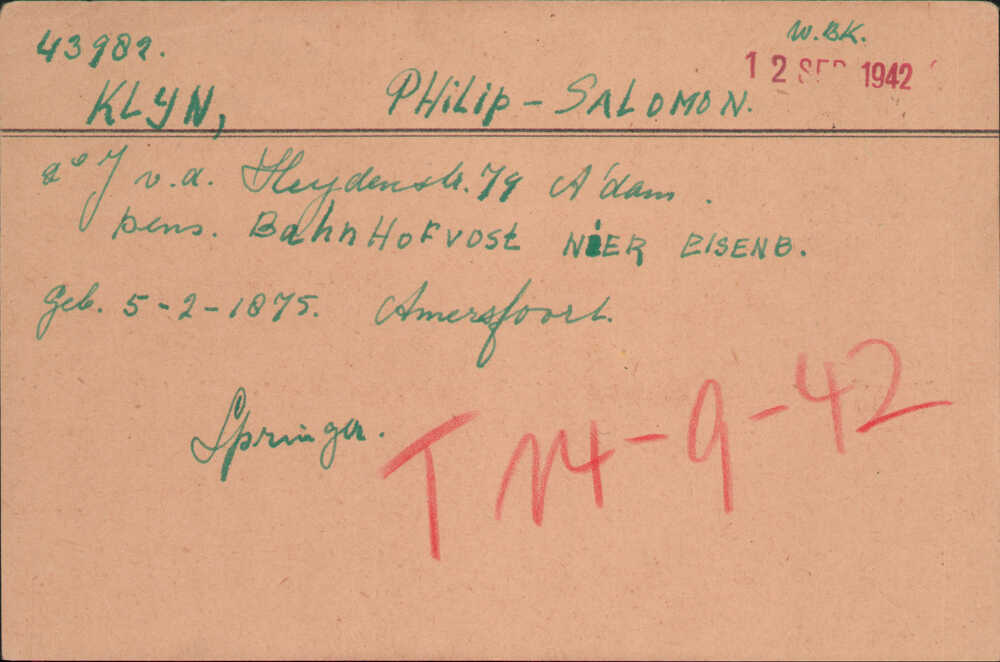 43982.
W.BK.
12 SEP 1942
KLYN, PHILIP-SALOMON.
v.d. Heydenstr. 79 A'dam.
pens. BahnHofvost NiER EISENB.
geb. 5-2-1875. Amersfoort.
Springer.
T 14-9-42